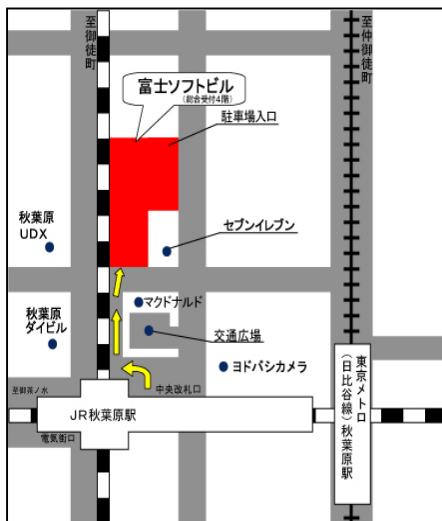 至御徒町
至仲御徒町
富士ソフトビル
(総合受付4階)
駐車場入口
秋葉原
UDX
セブンイレブン
マクドナルド
秋葉原
ダイビル
交通広場
ヨドバシカメラ
至御茶ノ水
中央改札口
JR秋葉原駅
電気街口
東京メトロ
(日比谷線)秋葉原駅